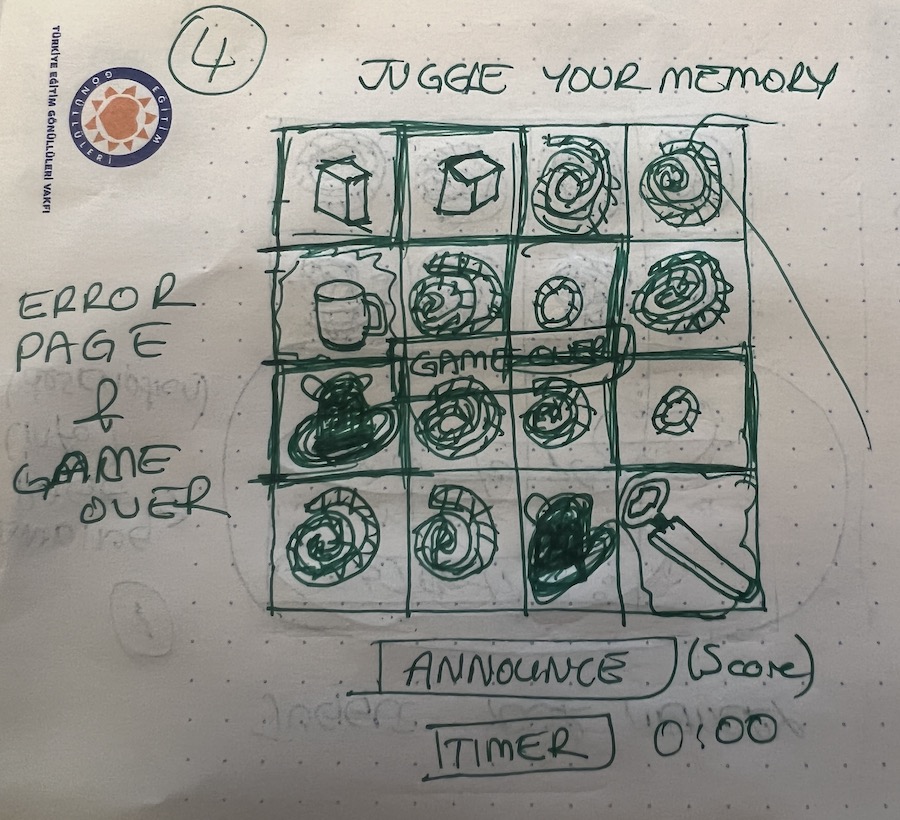 4
JUGGLE YOUR MEMORY
TÜRKİYE EĞİTİM GÖNÜLLÜLERİ VAKFI
EĞİTİM GÖNÜLLÜLERİ
ERROR
PAGE
&
GAME
OVER
GAME OVER
ANNOUNCE (Score)
TIMER 0:00